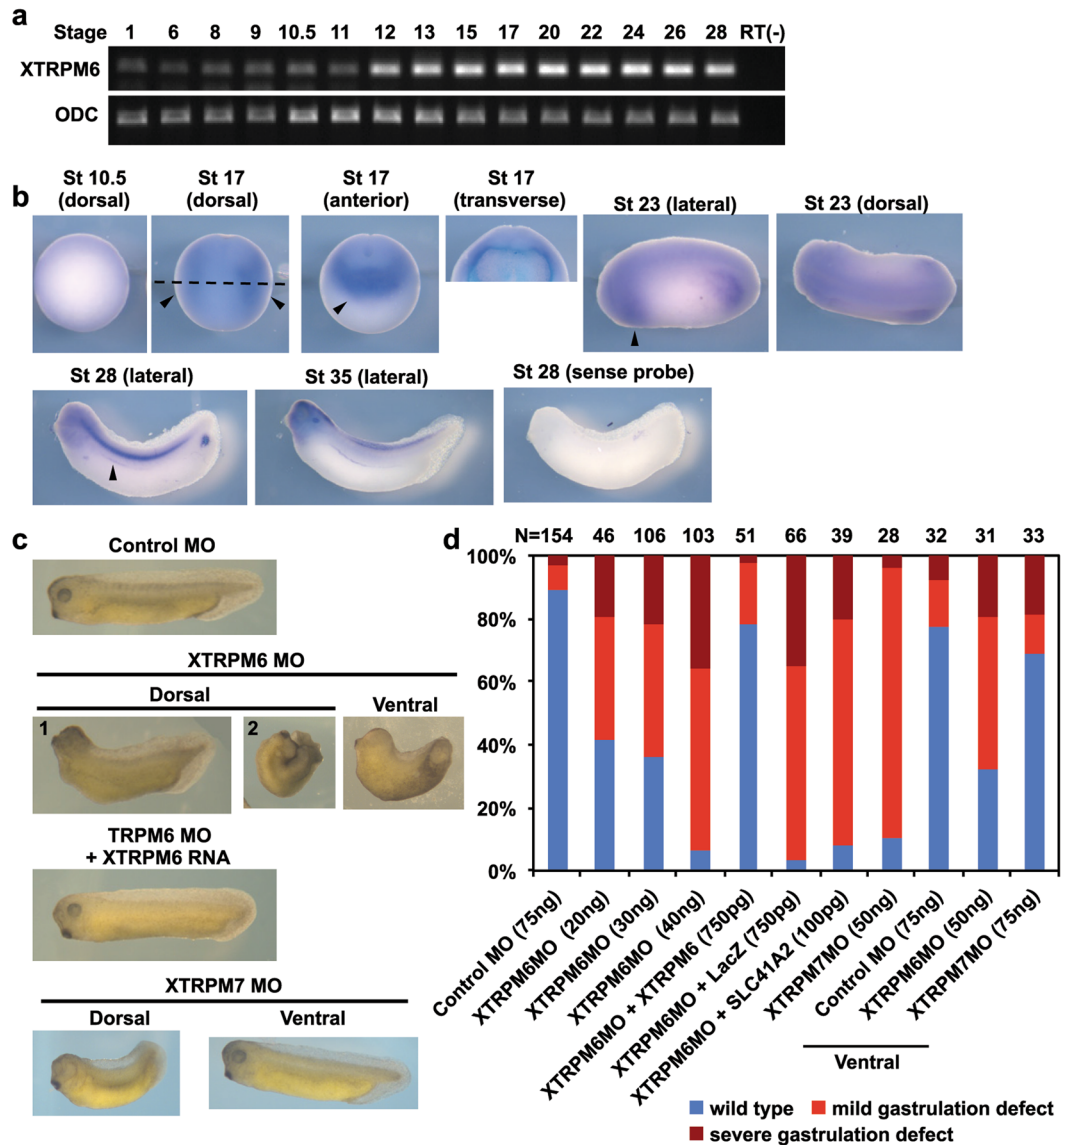 a
Stage 1 6 8 9 10.5 11 12 13 15 17 20 22 24 26 28 RT(-)
XTRPM6
ODC
b
St 10.5 (dorsal)
St 17 (dorsal)
St 17 (anterior)
St 17 (transverse)
St 23 (lateral)
St 23 (dorsal)
St 28 (lateral)
St 35 (lateral)
St 28 (sense probe)
c
Control MO
XTRPM6 MO
Dorsal
Ventral
1
2
TRPM6 MO
+ XTRPM6 RNA
XTRPM7 MO
Dorsal
Ventral
d
N=154 46 106 103 51 66 39 28 32 31 33
100%
80%
60%
40%
20%
0%
Control MO (75ng)
XTRPM6MO (20ng)
XTRPM6MO (30ng)
XTRPM6MO (40ng)
XTRPM6MO + XTRPM6 (750pg)
XTRPM6MO + LacZ (750pg)
XTRPM6MO + SLC41A2 (100pg)
XTRPM7MO (50ng)
Control MO (75ng)
XTRPM6MO (50ng)
XTRPM7MO (75ng)
Ventral
wild type
mild gastrulation defect
severe gastrulation defect